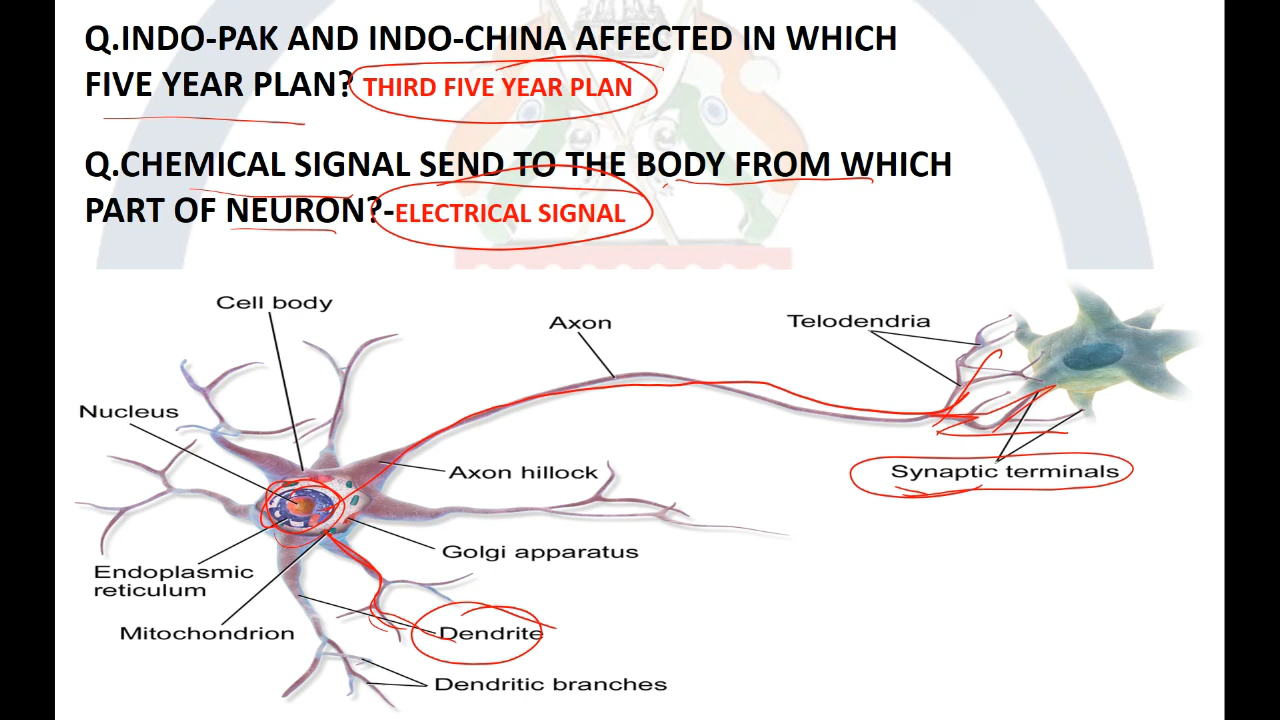 Q.INDO-PAK AND INDO-CHINA AFFECTED IN WHICH
FIVE YEAR PLAN? THIRD FIVE YEAR PLAN
Q.CHEMICAL SIGNAL SEND TO THE BODY FROM WHICH
PART OF NEURON?-ELECTRICAL SIGNAL
Cell body
Axon
Telodendria
Nucleus
Axon hillock
Synaptic terminals
Golgi apparatus
Endoplasmic
reticulum
Mitochondrion
Dendrite
Dendritic branches